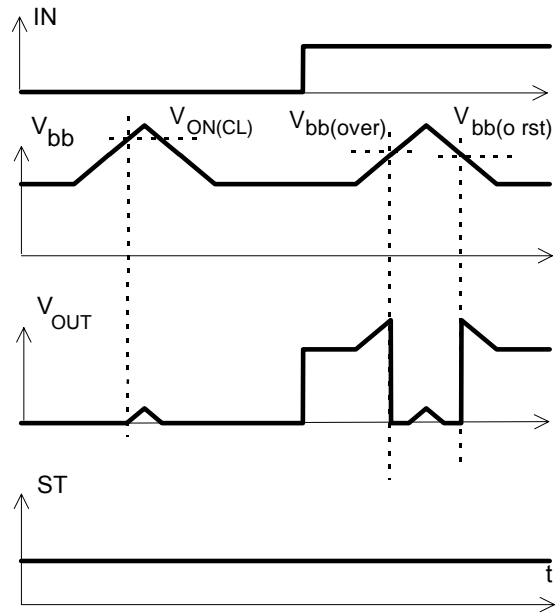 IN
V_bb
V_ON(CL)
V_bb(over)
V_bb(o rst)
V_OUT
ST
t